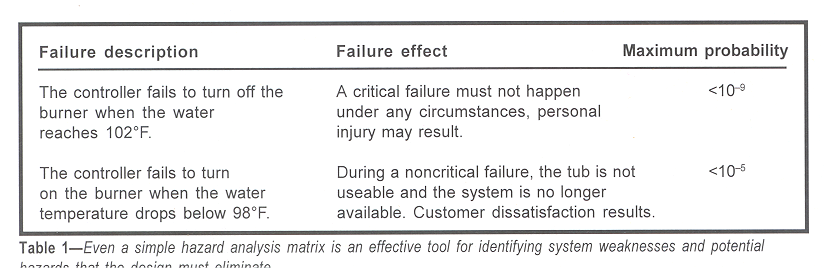 Failure description Failure effect Maximum probability
The controller fails to turn off the A critical failure must not happen <10⁻⁹
burner when the water under any circumstances, personal
reaches 102°F. injury may result.
The controller fails to turn During a noncritical failure, the tub is not <10⁻⁵
on the burner when the water useable and the system is no longer
temperature drops below 98°F. available. Customer dissatisfaction results.
Table 1—Even a simple hazard analysis matrix is an effective tool for identifying system weaknesses and potential
hazards that the design must eliminate